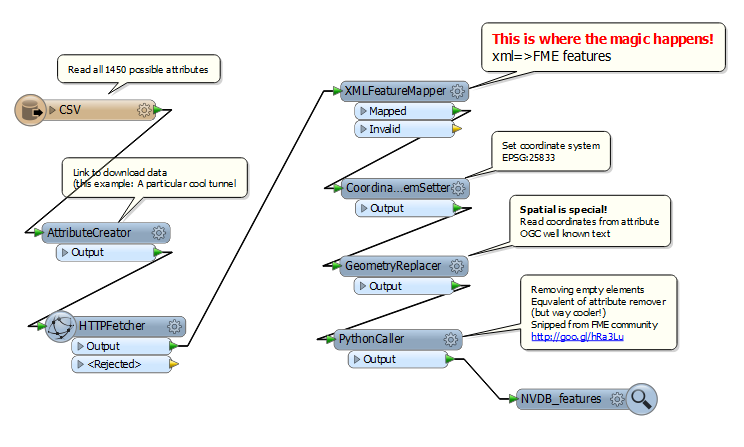 Read all 1450 possible attributes
CSV
Link to download data
(this example: A particular cool tunnel
AttributeCreator
Output
HTTPFetcher
Output
<Rejected>
This is where the magic happens!
xml=>FME features
XMLFeatureMapper
Mapped
Invalid
Set coordinate system
EPSG:25833
Coordina...emSetter
Output
Spatial is special!
Read coordinates from attribute
OGC well known text
GeometryReplacer
Output
Removing empty elements
Equvalent of attribute remover
(but way cooler!)
Snipped from FME community
http://goo.gl/hRa3Lu
PythonCaller
Output
NVDB_features